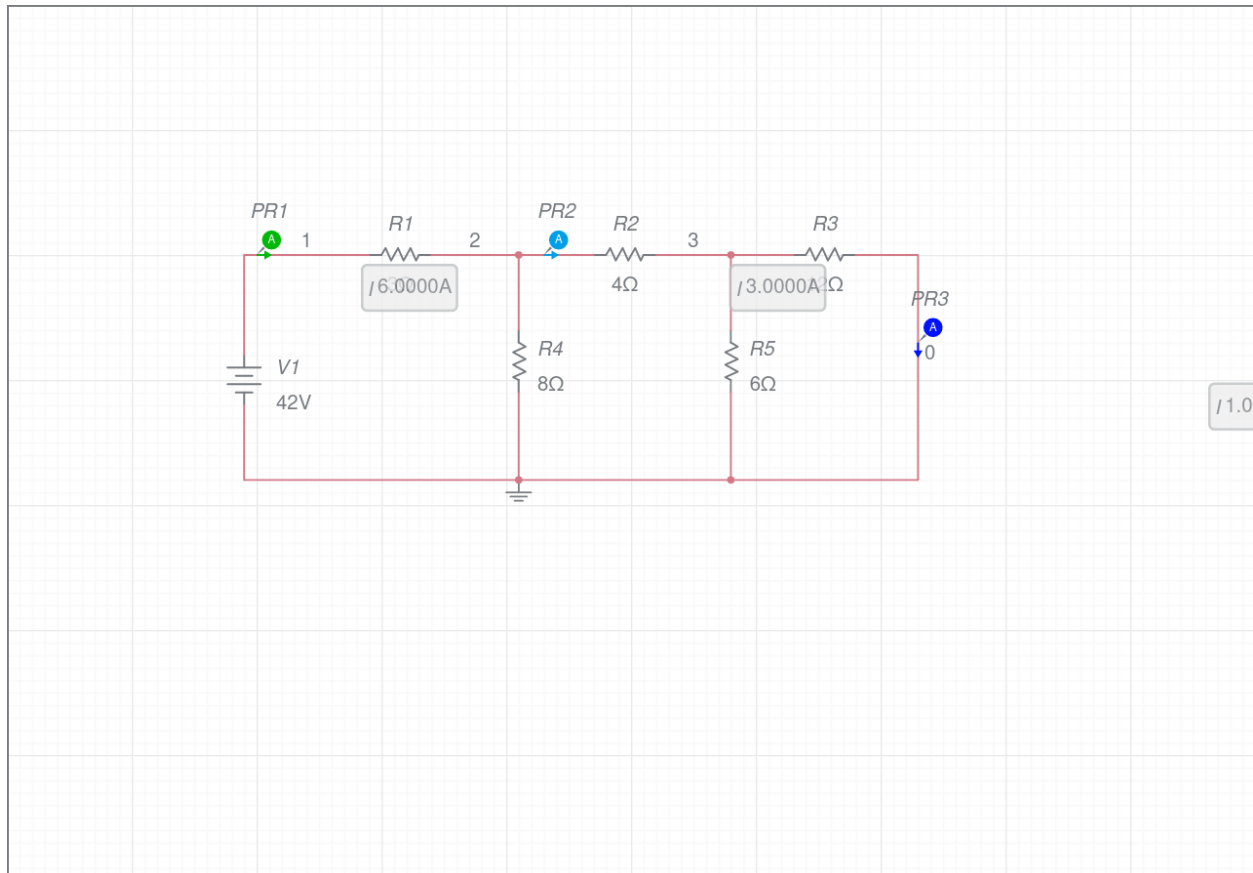 PR1
A
1
R1
2
PR2
A
R2
3
R3
I 6.0000A
4Ω
I 3.0000A
2Ω
PR3
A
0
V1
42V
R4
8Ω
R5
6Ω
I 1.0